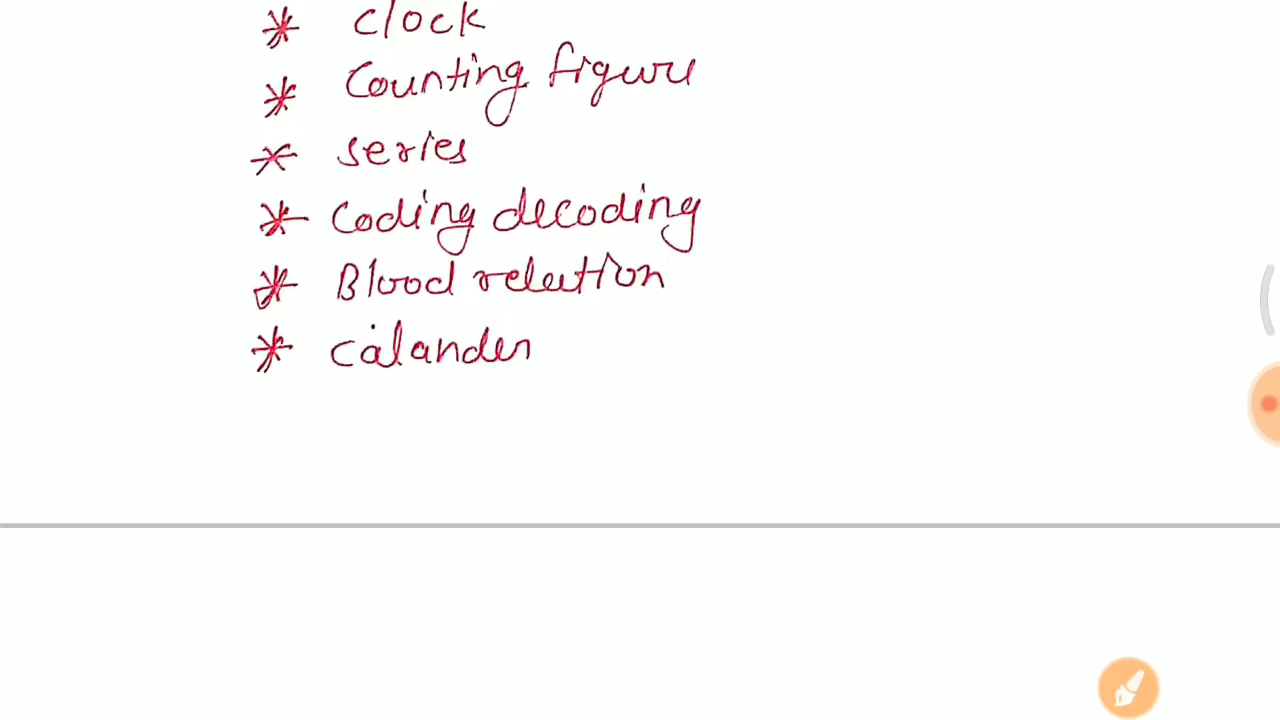 * Clock
* Counting figure
* series
* Coding decoding
* Blood relation
* calander